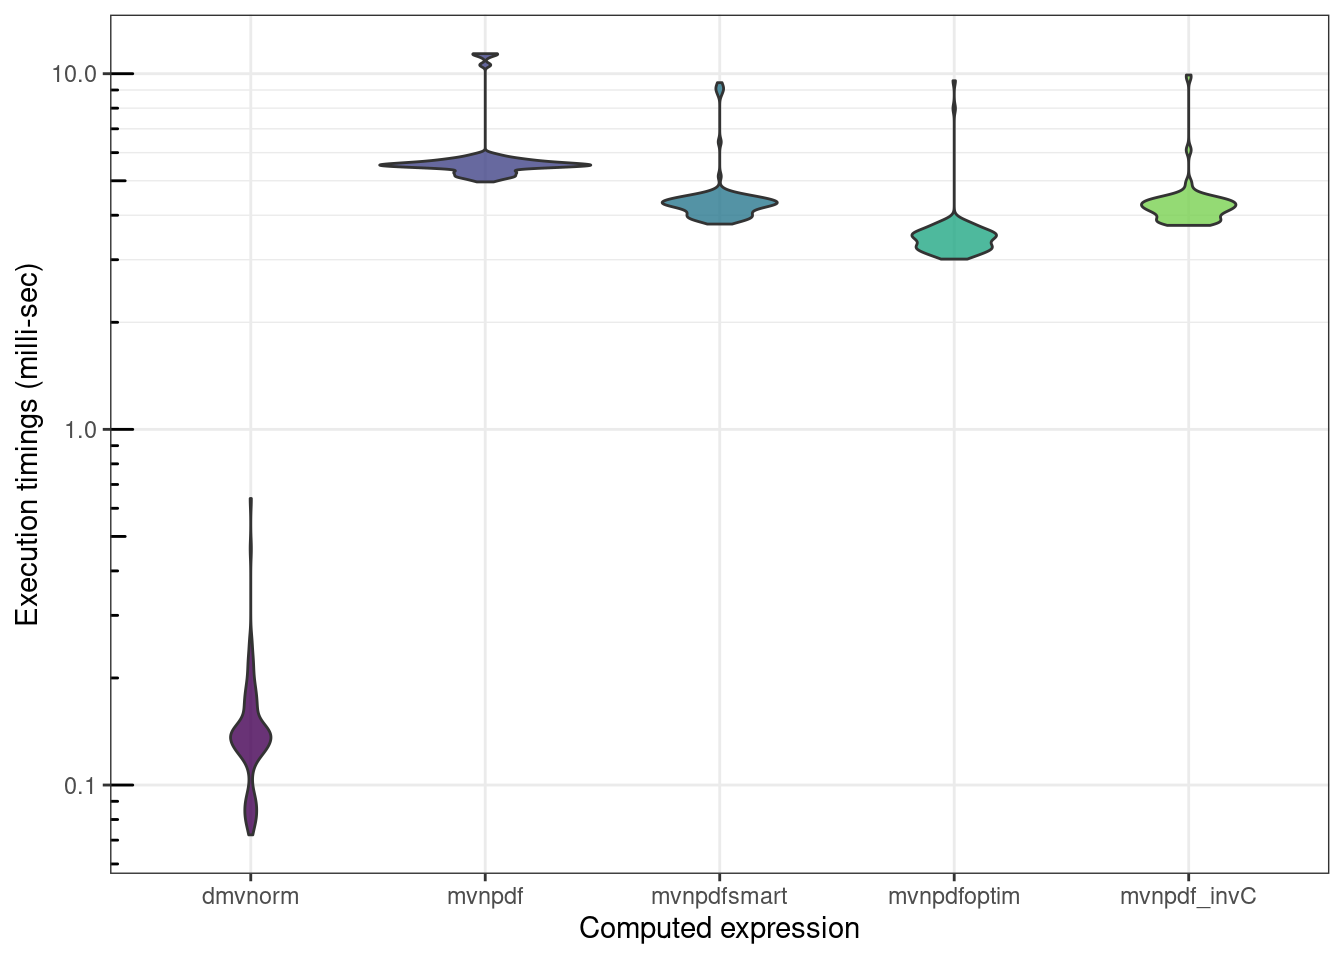 10.0
1.0
0.1
Execution timings (milli-sec)
dmvnorm mvnpdf mvnpdfsmart mvnpdfoptim mvnpdf_invC
Computed expression